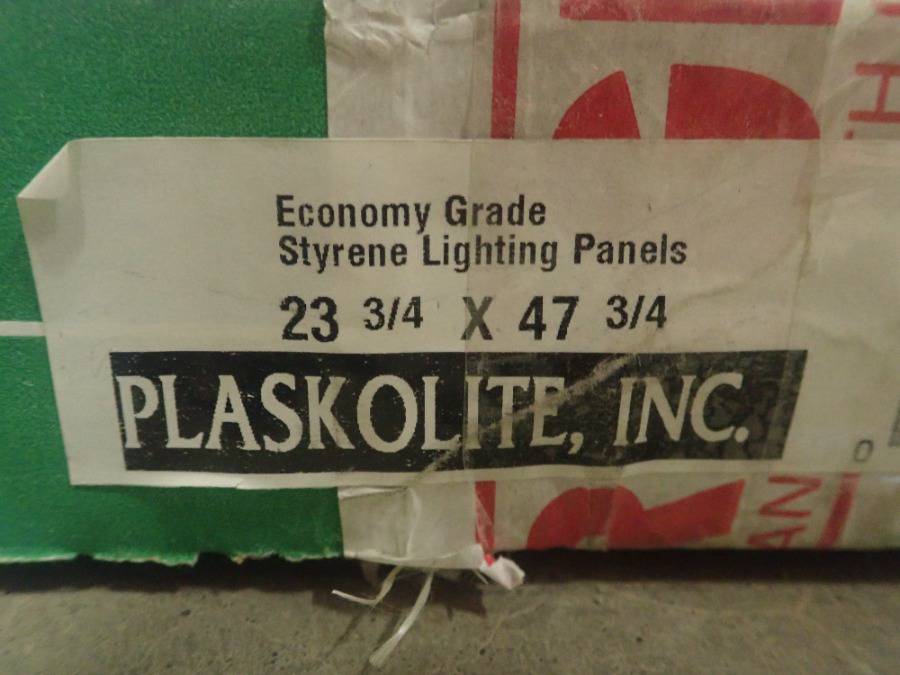 Economy Grade
Styrene Lighting Panels
23 3/4 X 47 3/4
PLASKOLITE, INC.